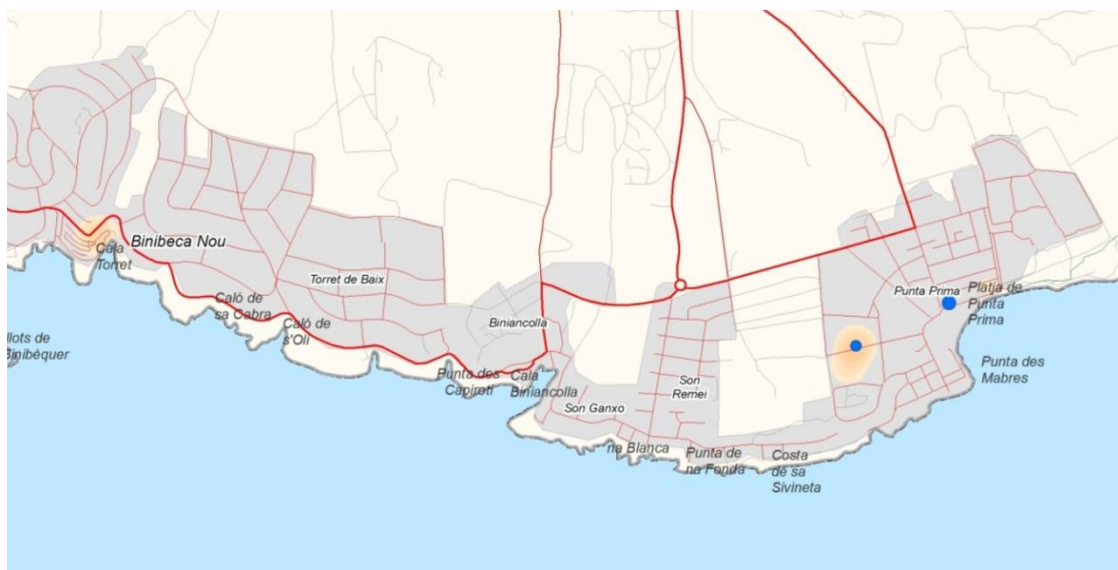 Binibeca Nou
Cala
Torret
Torret de Baix
Caló de
sa Cabra
Caló de
s'Oli
Biniancolla
Punta Prima
Platja de
Punta
Prima
llots de
Binibèquer
Punta des
Mabres
Punta des
Capiroti
Cala
Biniancolla
Son
Remei
Son Ganxo
na Blanca
Punta de
na Fonda
Costa
de sa
Sivineta